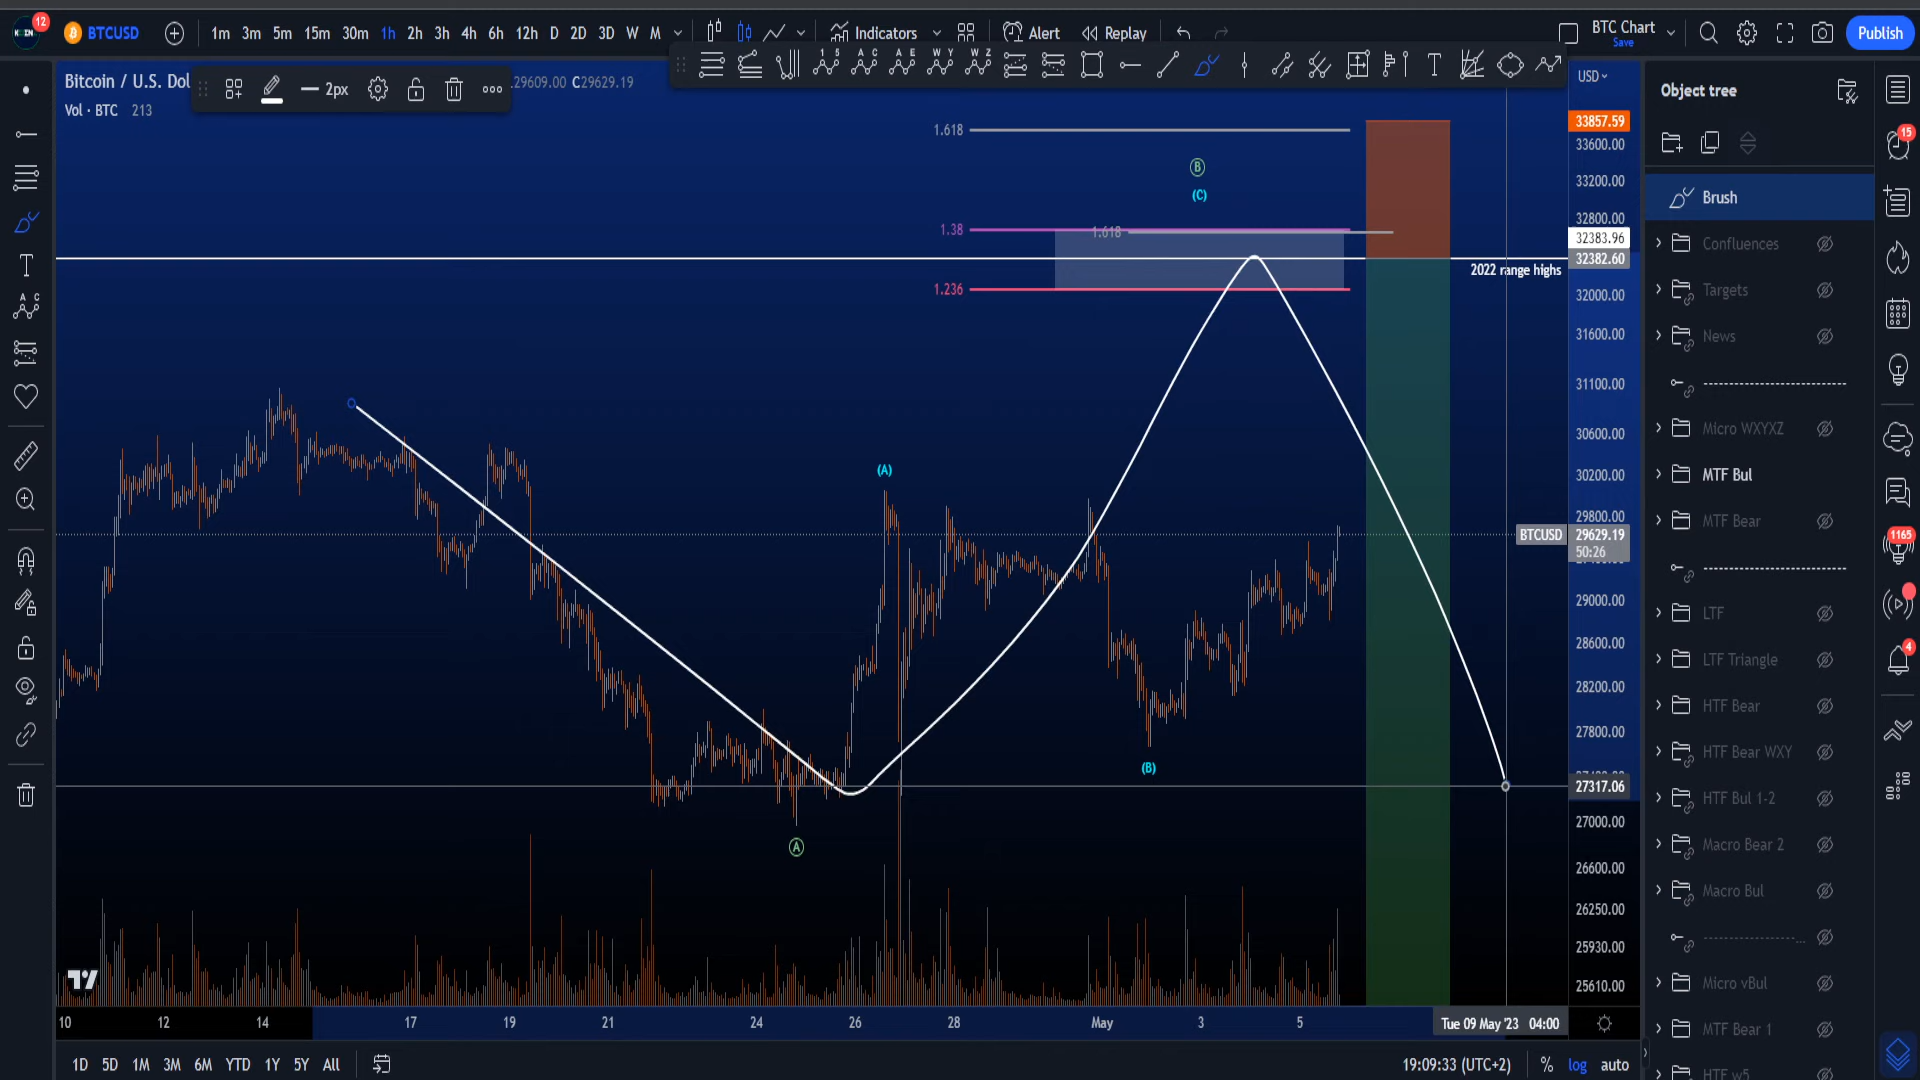 12 BTCUSD 1m 3m 5m 15m 30m 1h 2h 3h 4h 6h 12h D 2D 3D W M Indicators Alert Replay BTC Chart Save Publish
Bitcoin / U.S. Dol 2px 29609.00 C29629.19
Vol · BTC 213
1.618
B
(C)
1.38
1.618
1.236
2022 range highs
(A)
(B)
A
BTCUSD
USD
33857.59
33600.00
33200.00
32800.00
32383.96
32382.60
32000.00
31600.00
31100.00
30600.00
30200.00
29800.00
29629.19
50:26
29000.00
28600.00
28200.00
27800.00
27317.06
27000.00
26600.00
26250.00
25930.00
25610.00
10 12 14 17 19 21 24 26 28 May 3 5 Tue 09 May '23 04:00
1D 5D 1M 3M 6M YTD 1Y 5Y All 19:09:33 (UTC+2) % log auto
Object tree
Brush
Confluences
Targets
News
Micro WXYXZ
MTF Bul
MTF Bear
LTF
LTF Triangle
HTF Bear
HTF Bear WXY
HTF Bul 1-2
Macro Bear 2
Macro Bul
Micro vBul
MTF Bear 1
HTF w5
15
1165
4